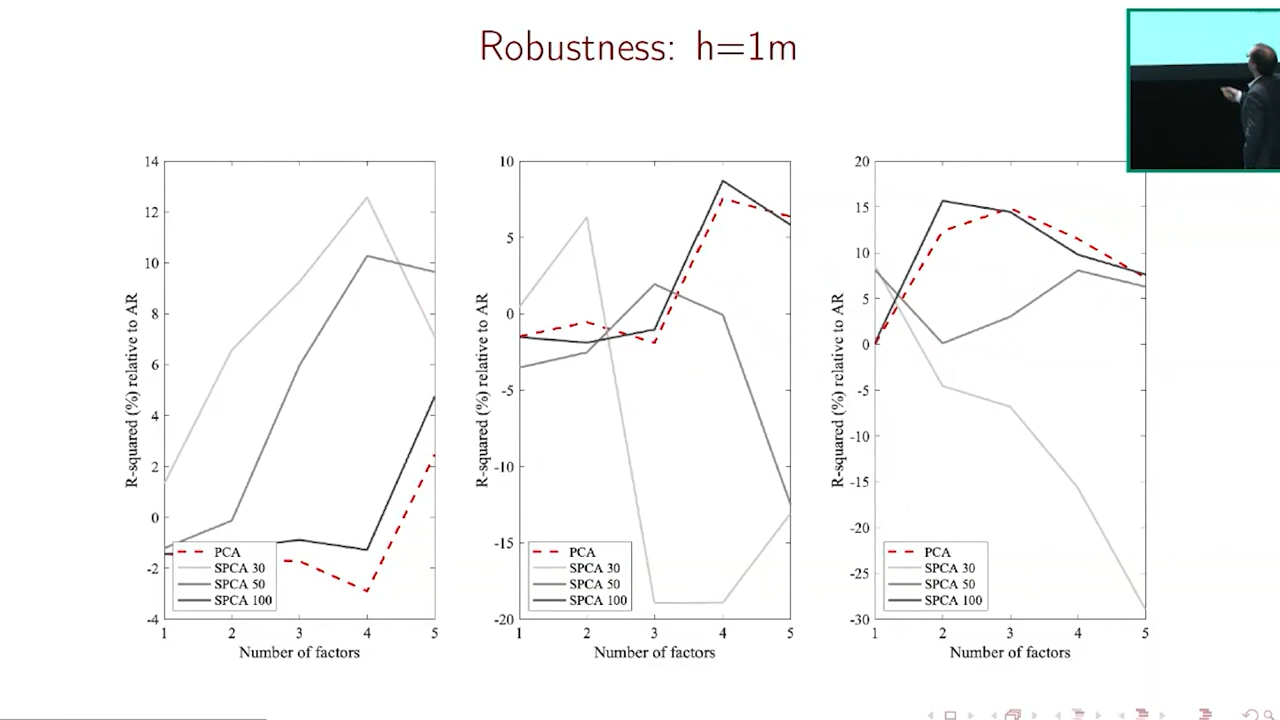 Robustness: h=1m
14
12
10
8
6
4
2
0
-2
-4
R-squared (%) relative to AR
PCA
SPCA 30
SPCA 50
SPCA 100
1 2 3 4 5
Number of factors
10
5
0
-5
-10
-15
-20
R-squared (%) relative to AR
PCA
SPCA 30
SPCA 50
SPCA 100
1 2 3 4 5
Number of factors
20
15
10
5
0
-5
-10
-15
-20
-25
-30
R-squared (%) relative to AR
PCA
SPCA 30
SPCA 50
SPCA 100
1 2 3 4 5
Number of factors